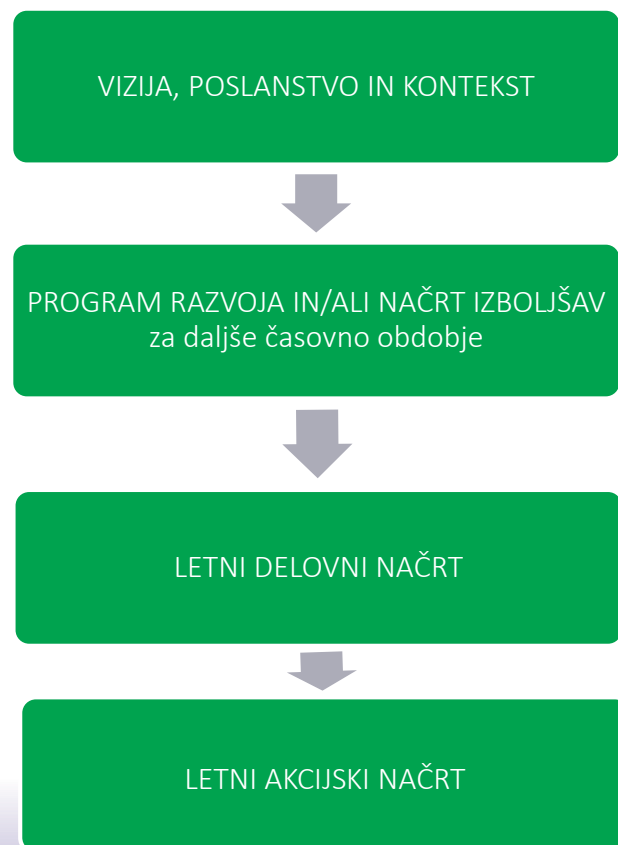 VIZIJA, POSLANSTVO IN KONTEKST
PROGRAM RAZVOJA IN/ALI NAČRT IZBOLJŠAV
za daljše časovno obdobje
LETNI DELOVNI NAČRT
LETNI AKCIJSKI NAČRT